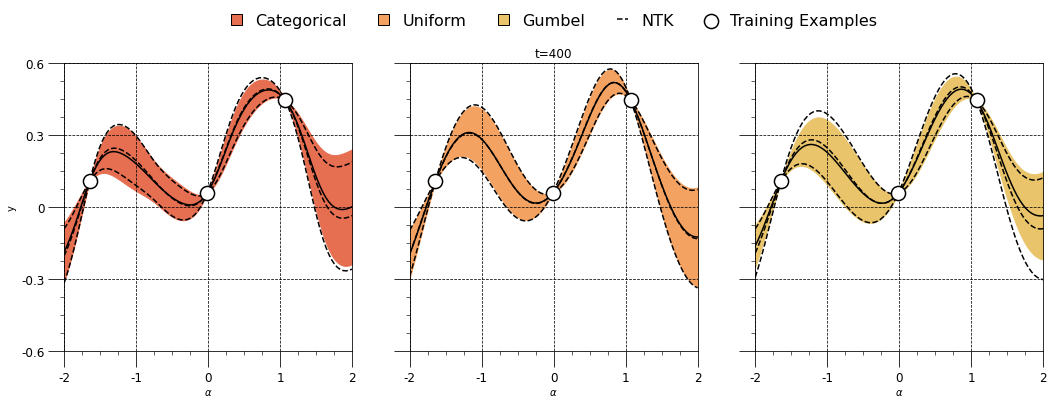 Categorical Uniform Gumbel NTK Training Examples
t=400
0.6
0.3
0
-0.3
-0.6
y
-2 -1 0 1 2 -2 -1 0 1 2 -2 -1 0 1 2
α α α